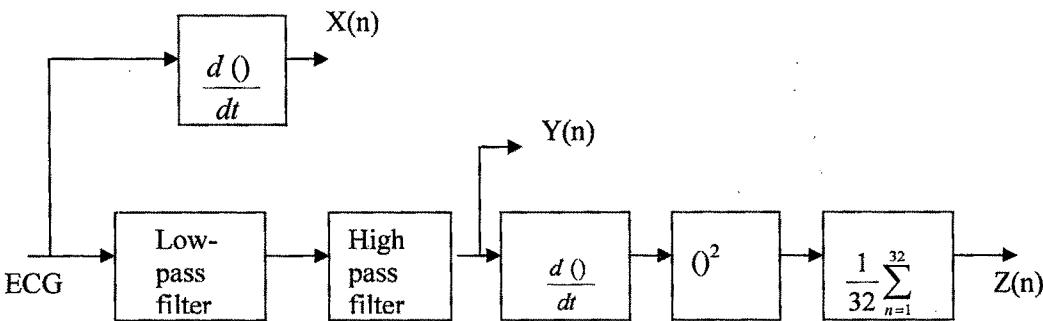 X(n)
d ()
dt
Y(n)
ECG
Low-
pass
filter
High
pass
filter
d ()
dt
()²
1
32
32
∑
n=1
Z(n)